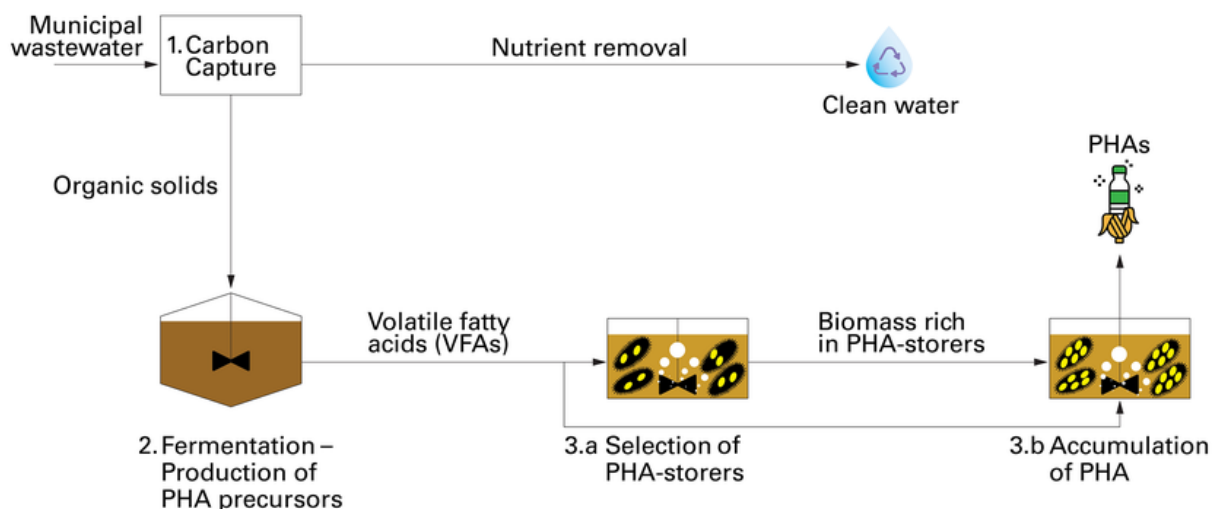 Municipal
wastewater
1. Carbon
Capture
Nutrient removal
Clean water
Organic solids
PHAs
Volatile fatty
acids (VFAs)
Biomass rich
in PHA-storers
2. Fermentation –
Production of
PHA precursors
3.a Selection of
PHA-storers
3.b Accumulation
of PHA